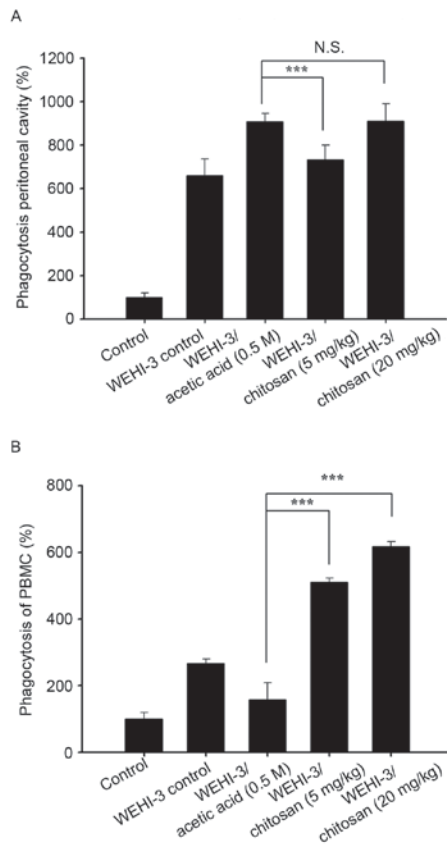 A
N.S.
***
Phagocytosis peritoneal cavity (%)
1400
1200
1000
800
600
400
200
0
Control
WEHI-3 control
WEHI-3/
acetic acid (0.5 M)
WEHI-3/
chitosan (5 mg/kg)
WEHI-3/
chitosan (20 mg/kg)
B
***
***
Phagocytosis of PBMC (%)
800
600
400
200
0
Control
WEHI-3 control
WEHI-3/
acetic acid (0.5 M)
WEHI-3/
chitosan (5 mg/kg)
WEHI-3/
chitosan (20 mg/kg)